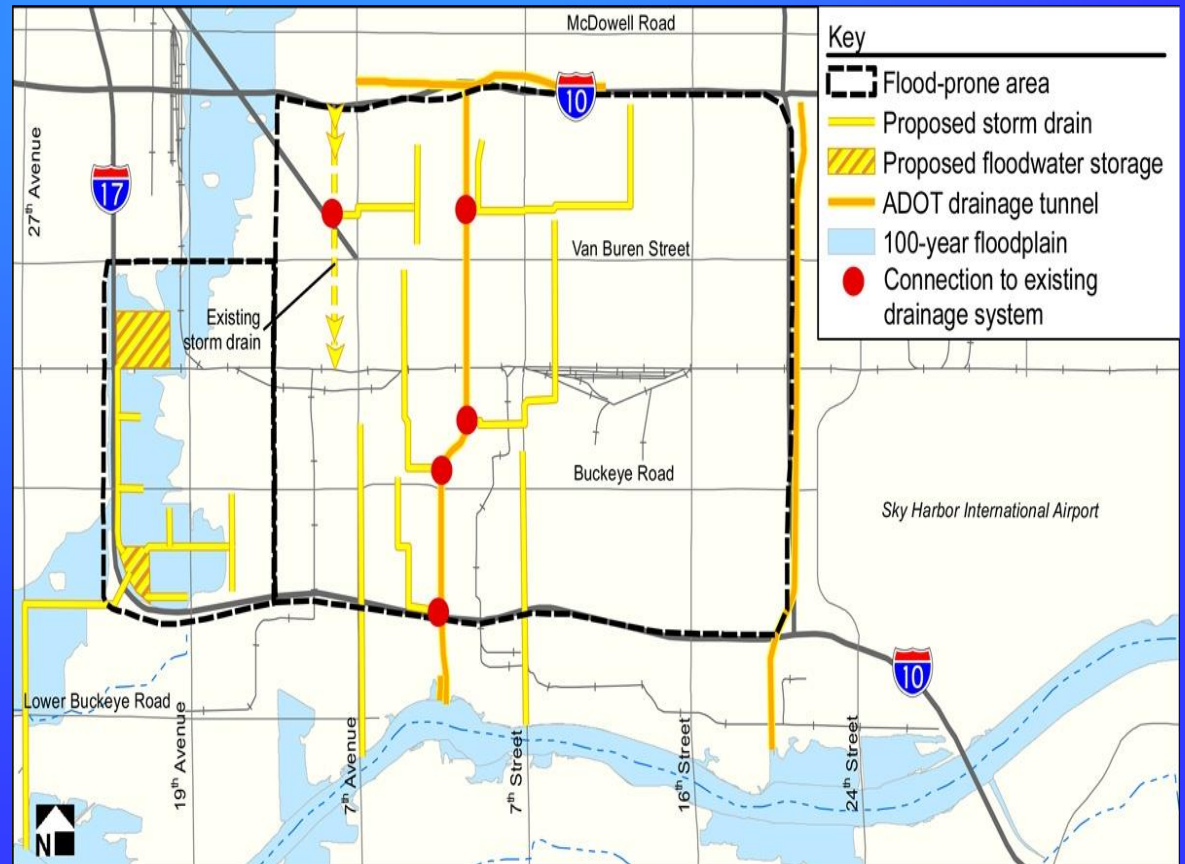 McDowell Road
10
27th Avenue
17
Van Buren Street
Existing
storm drain
Buckeye Road
Sky Harbor International Airport
10
Lower Buckeye Road
19th Avenue
7th Avenue
7th Street
16th Street
24th Street
N
Key
Flood-prone area
Proposed storm drain
Proposed floodwater storage
ADOT drainage tunnel
100-year floodplain
Connection to existing
drainage system